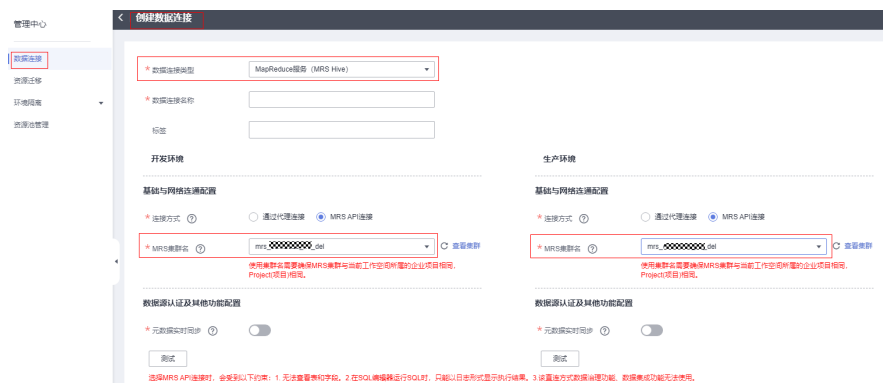 管理中心
创建数据连接
数据连接
资源迁移
环境隔离
资源池管理
* 数据连接类型 MapReduce服务 (MRS Hive)
* 数据连接名称
标签
开发环境 生产环境
基础与网络连通配置 基础与网络连通配置
* 连接方式 ? 通过代理连接 MRS API连接 * 连接方式 ? 通过代理连接 MRS API连接
* MRS集群名 ? mrs_ _del 查看集群 * MRS集群名 ? mrs_ _del 查看集群
使用集群名需要确保MRS集群与当前工作空间所属的企业项目相同、 使用集群名需要确保MRS集群与当前工作空间所属的企业项目相同、
Project(项目)相同。 Project(项目)相同。
数据源认证及其他功能配置 数据源认证及其他功能配置
* 元数据实时同步 ? * 元数据实时同步 ?
测试 测试
选择MRS API连接时，会受到以下约束：1. 无法查看表和字段。2 在SQL编辑器运行SQL时，只能以日志形式显示执行结果。3.该直连方式数据治理功能、数据集成功能无法使用。